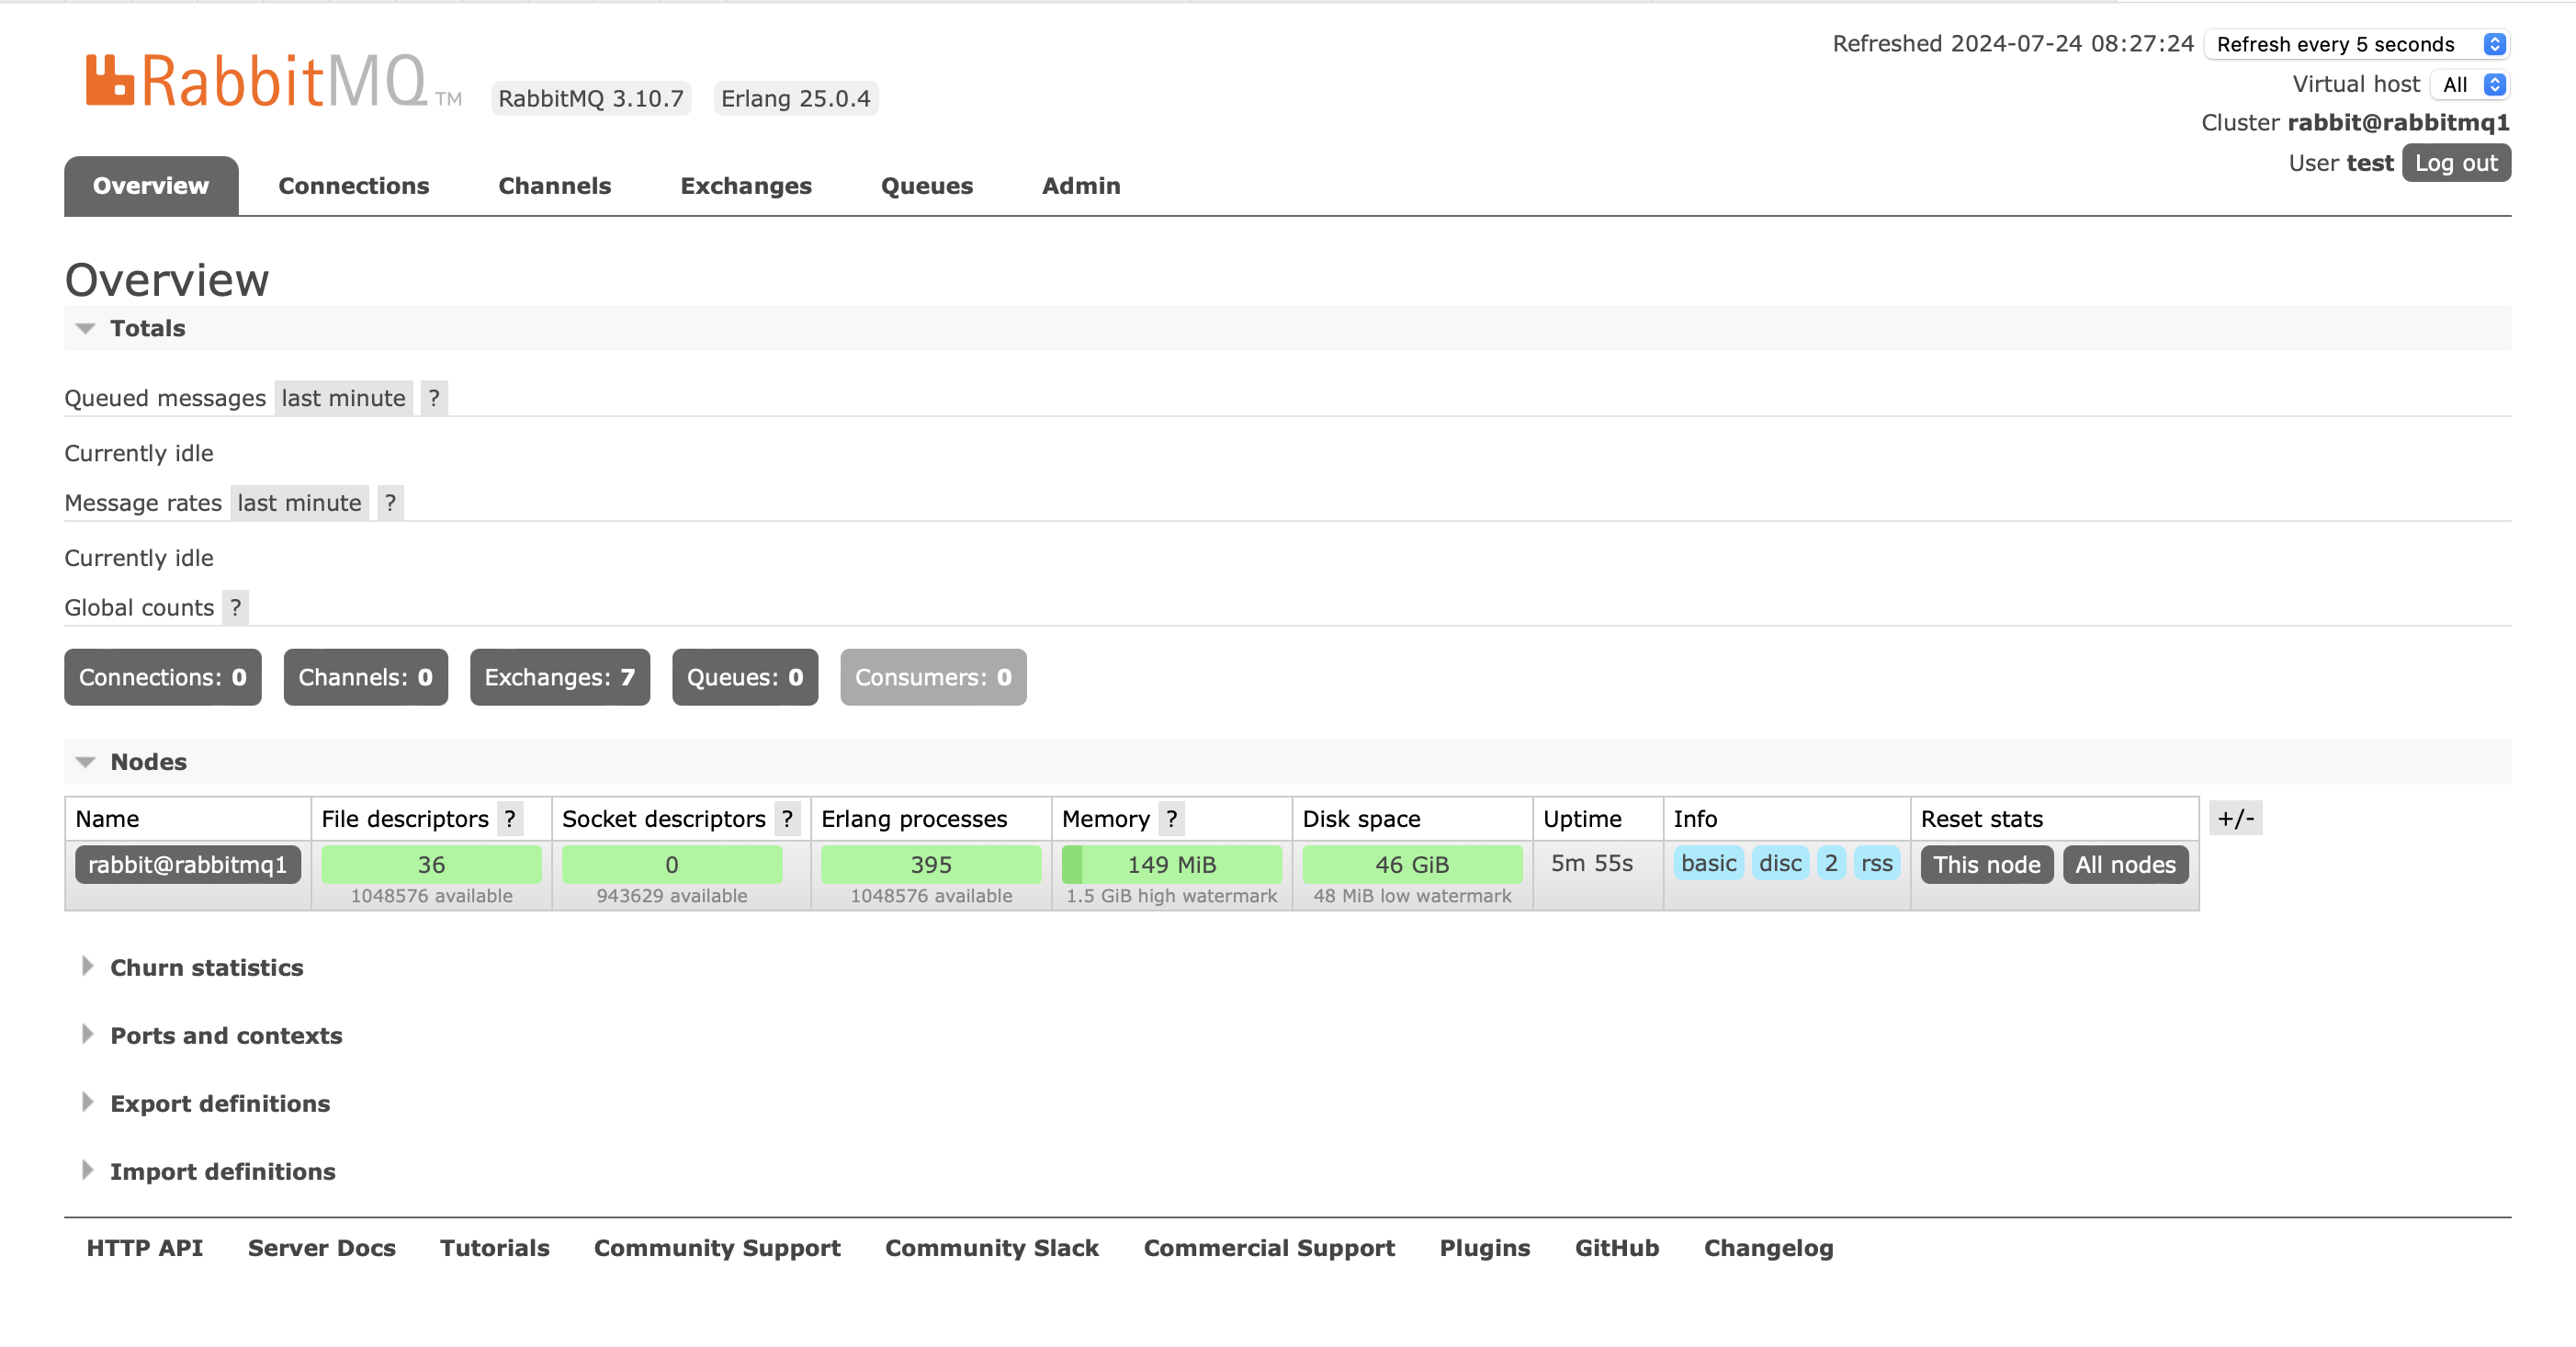 RabbitMQ TM RabbitMQ 3.10.7 Erlang 25.0.4
Refreshed 2024-07-24 08:27:24 Refresh every 5 seconds
Virtual host All
Cluster rabbit@rabbitmq1
User test Log out
Overview Connections Channels Exchanges Queues Admin
Overview
Totals
Queued messages last minute ?
Currently idle
Message rates last minute ?
Currently idle
Global counts ?
Connections: 0 Channels: 0 Exchanges: 7 Queues: 0 Consumers: 0
Nodes
Name File descriptors ? Socket descriptors ? Erlang processes Memory ? Disk space Uptime Info Reset stats +/-
rabbit@rabbitmq1 36 0 395 149 MiB 46 GiB 5m 55s basic disc 2 rss This node All nodes
1048576 available 943629 available 1048576 available 1.5 GiB high watermark 48 MiB low watermark
Churn statistics
Ports and contexts
Export definitions
Import definitions
HTTP API Server Docs Tutorials Community Support Community Slack Commercial Support Plugins GitHub Changelog